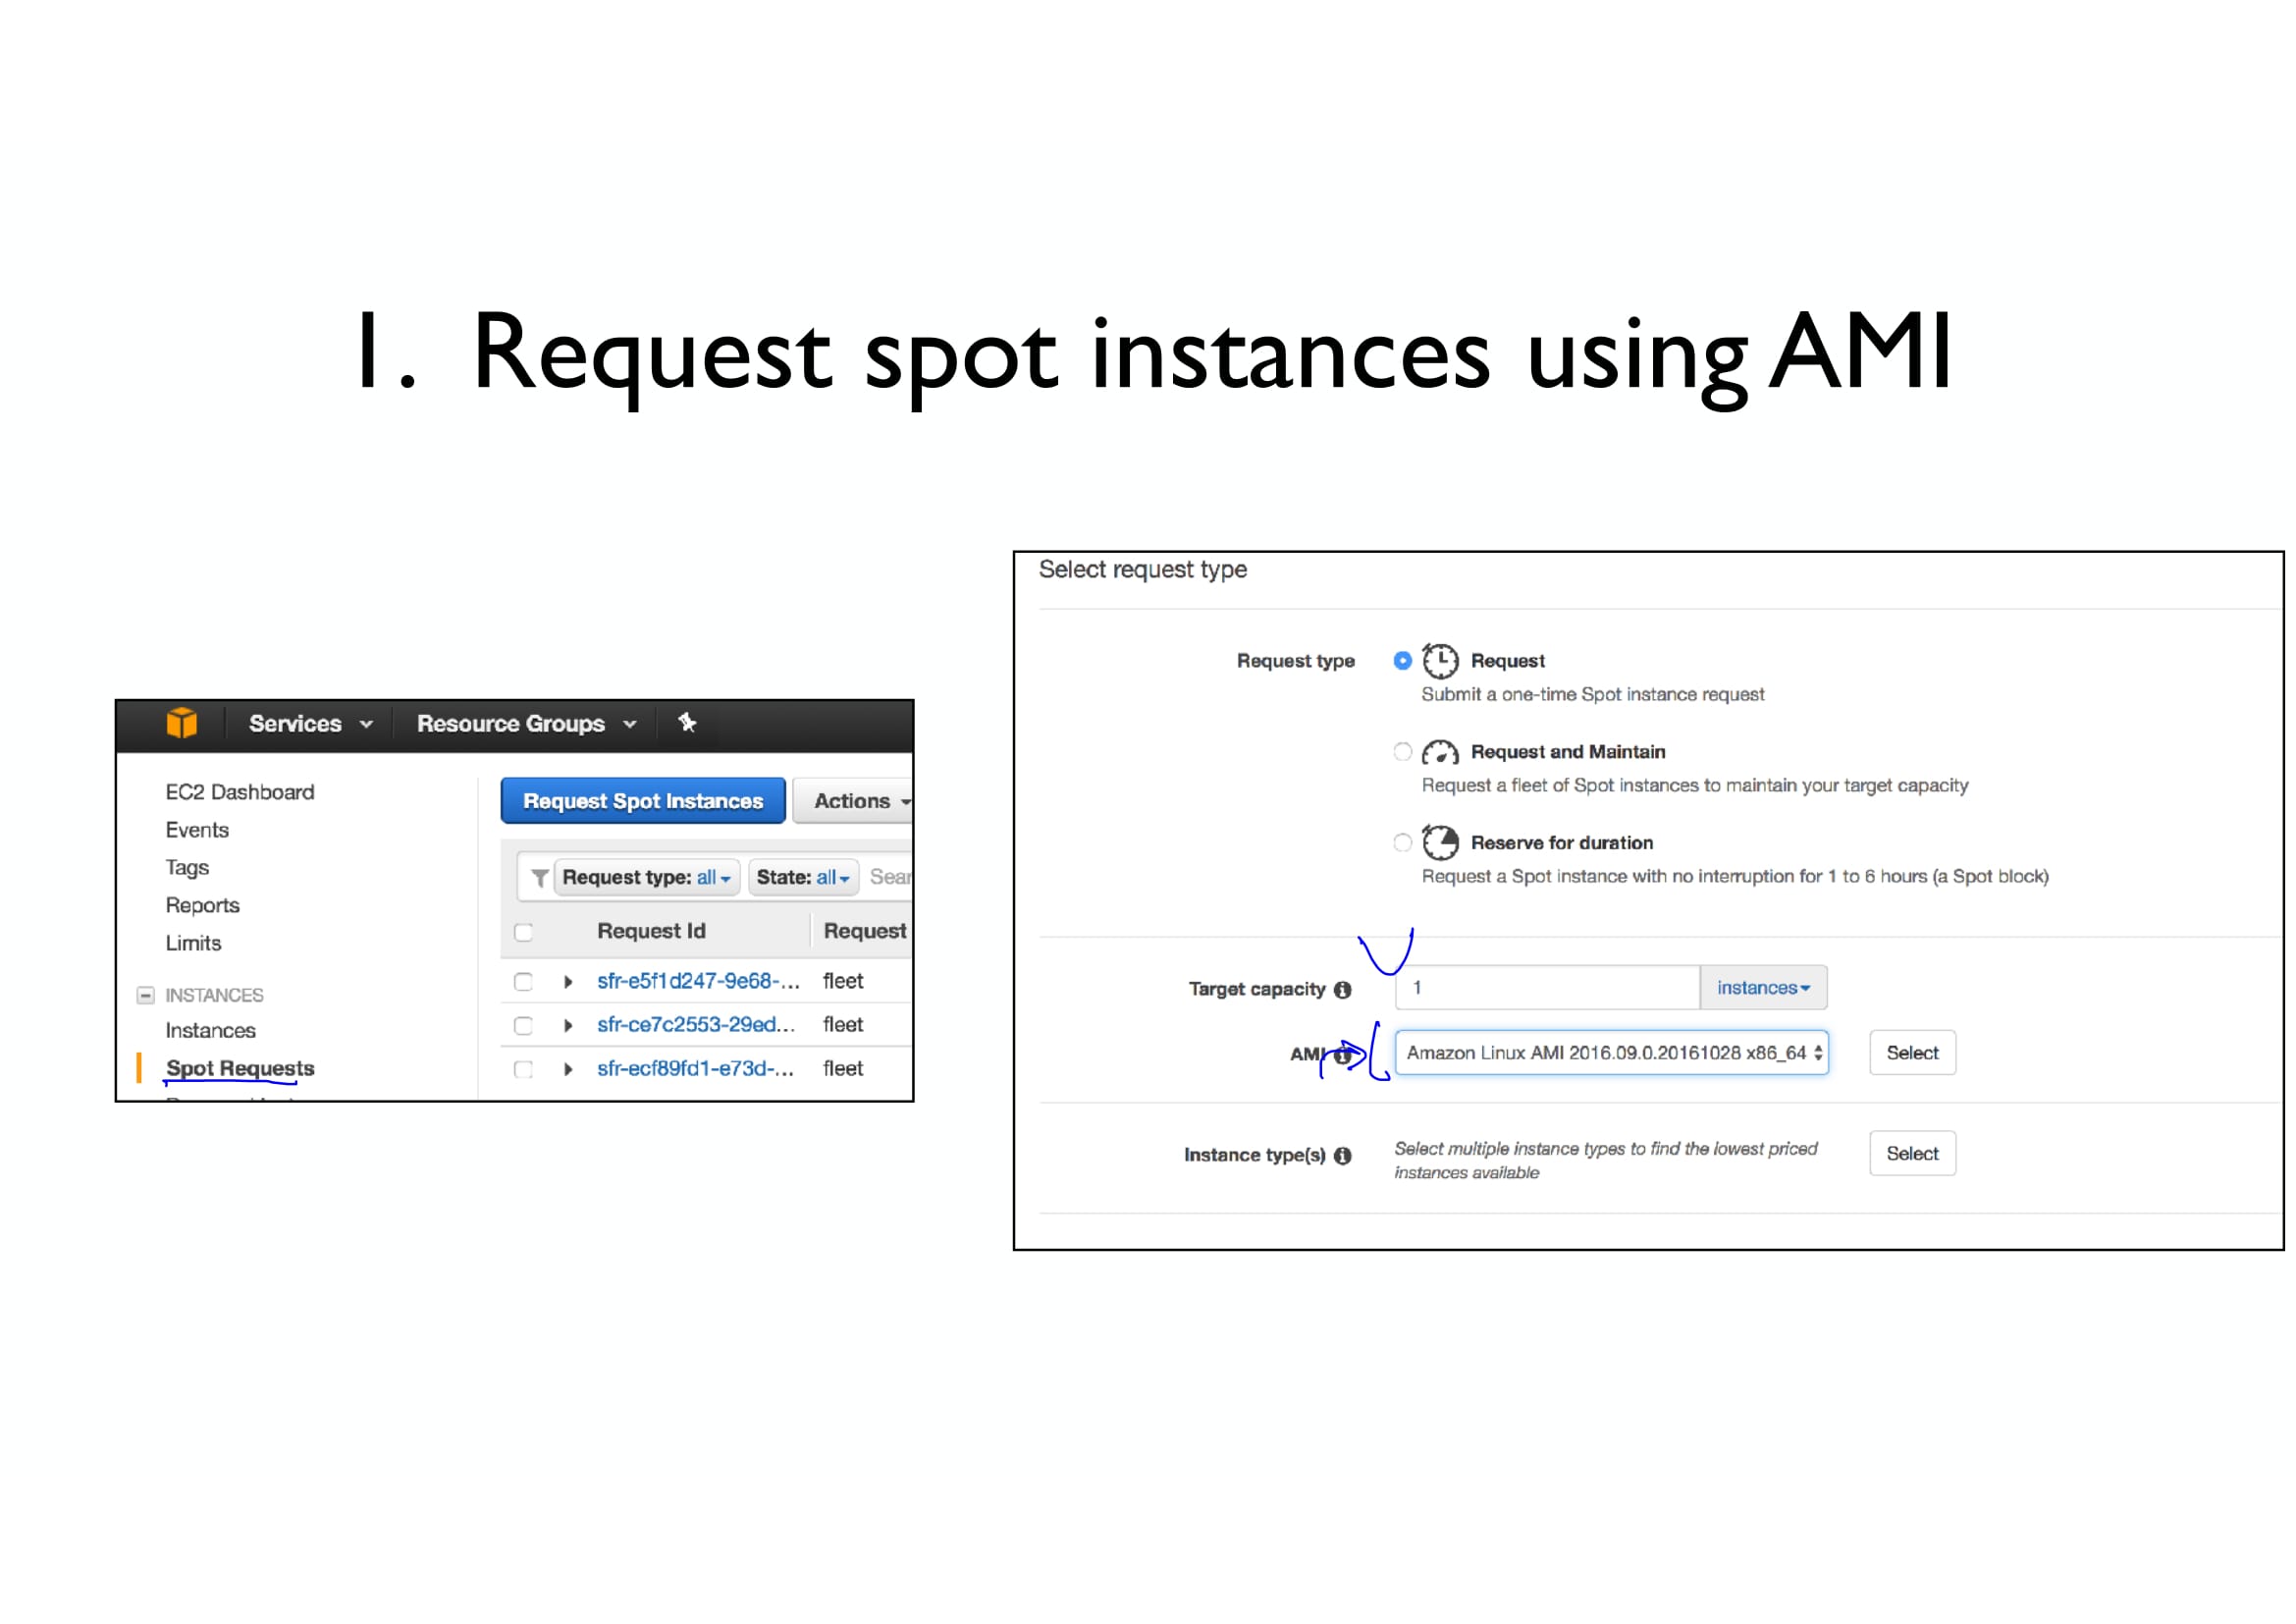 1. Request spot instances using AMI
Services
Resource Groups
EC2 Dashboard
Events
Tags
Reports
Limits
INSTANCES
Instances
Spot Requests
Request Spot Instances
Actions
Request type: all
State: all
Sear
Request Id
Request
sfr-e5f1d247-9e68-...
fleet
sfr-ce7c2553-29ed...
fleet
sfr-ecf89fd1-e73d-...
fleet
Select request type
Request type
Request
Submit a one-time Spot instance request
Request and Maintain
Request a fleet of Spot instances to maintain your target capacity
Reserve for duration
Request a Spot instance with no interruption for 1 to 6 hours (a Spot block)
Target capacity
1
instances
AMI
Amazon Linux AMI 2016.09.0.20161028 x86_64
Select
Instance type(s)
Select multiple instance types to find the lowest priced
instances available
Select